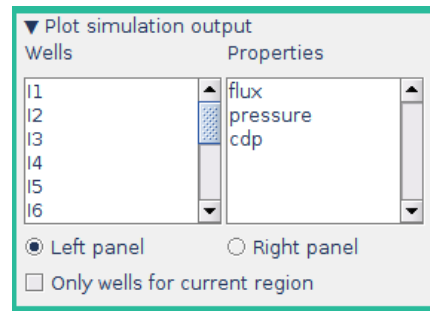 ▼ Plot simulation output
Wells Properties
I1 flux
I2 pressure
I3 cdp
I4
I5
I6
Left panel Right panel
Only wells for current region